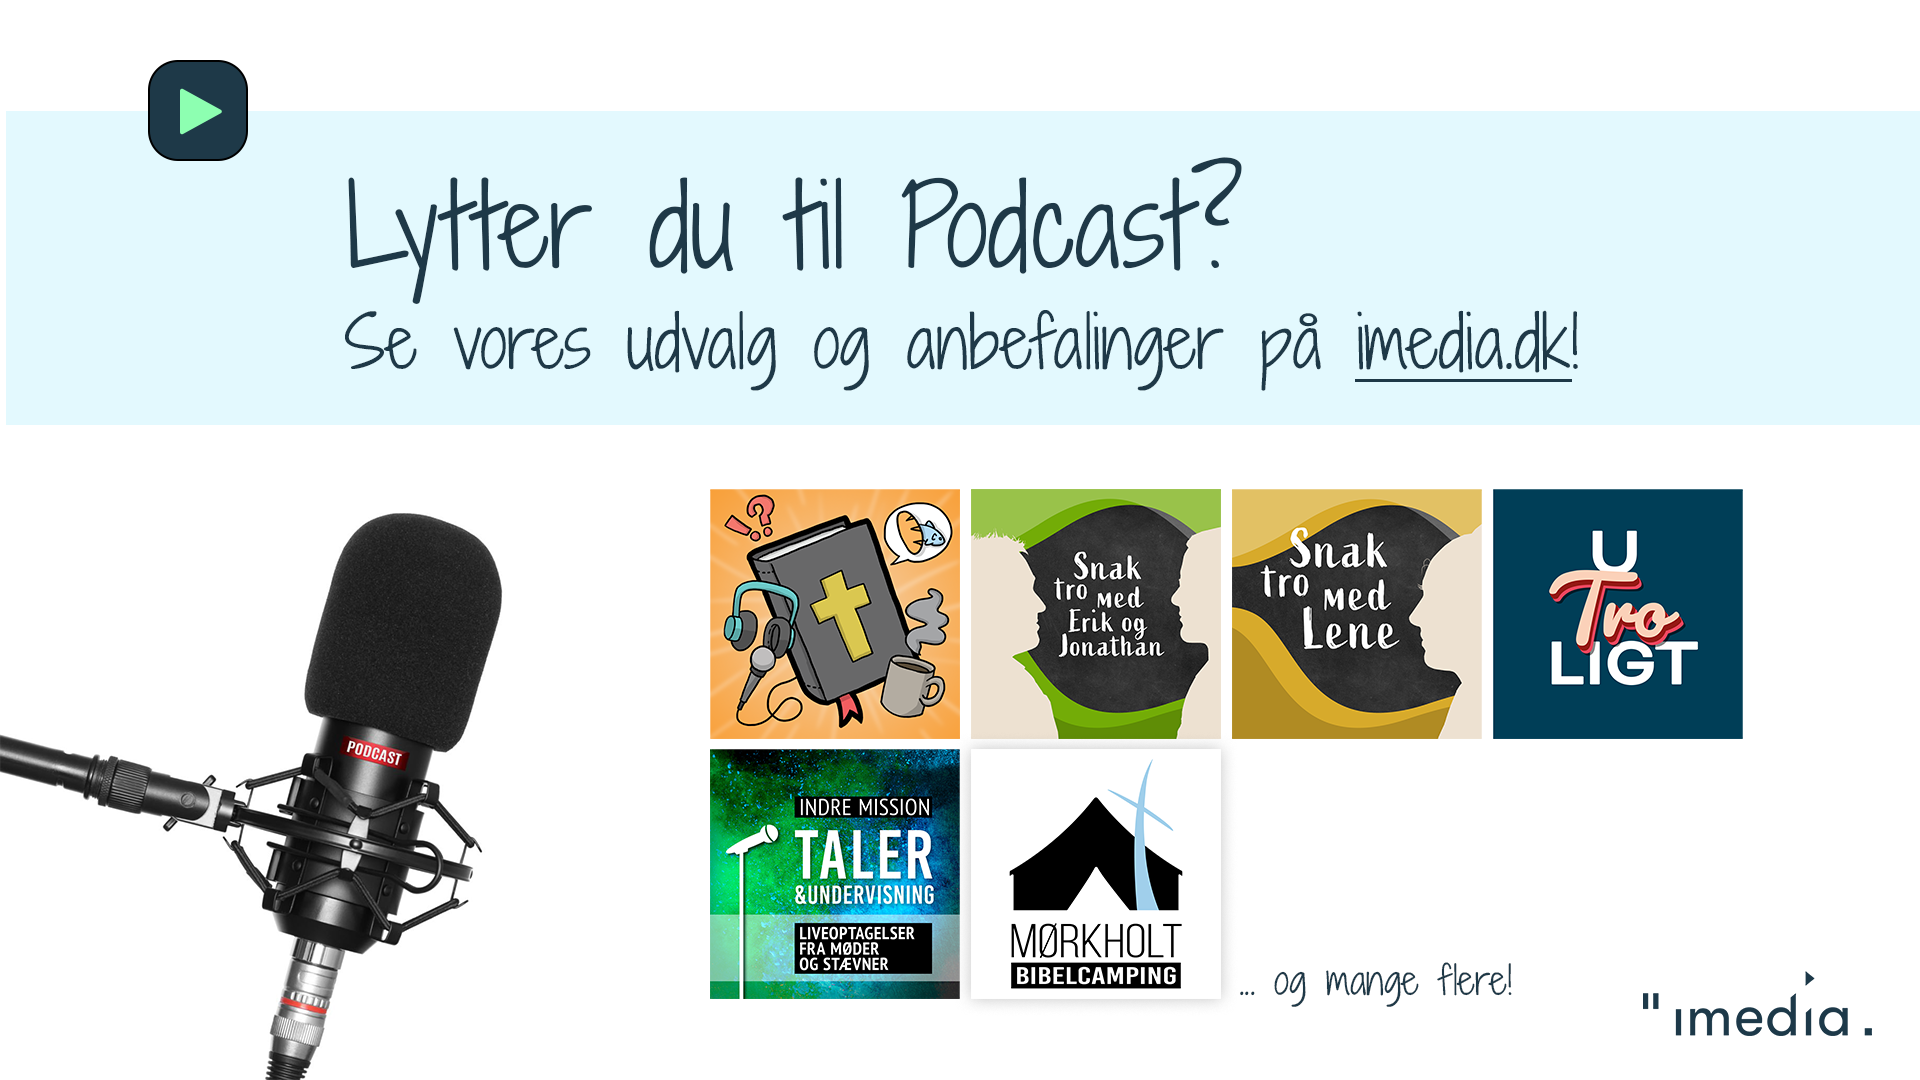 Lytter du til Podcast?
Se vores udvalg og anbefalinger på imedia.dk!
PODCAST
!?
Snak
tro med
Erik og
Jonathan
Snak
tro med
Lene
U
Tro
LIGT
INDRE MISSION
TALER
&UNDERVISNING
LIVEOPTAGELSER
FRA MØDER
OG STÆVNER
MØRKHOLT
BIBELCAMPING
... og mange flere!
" imedia .